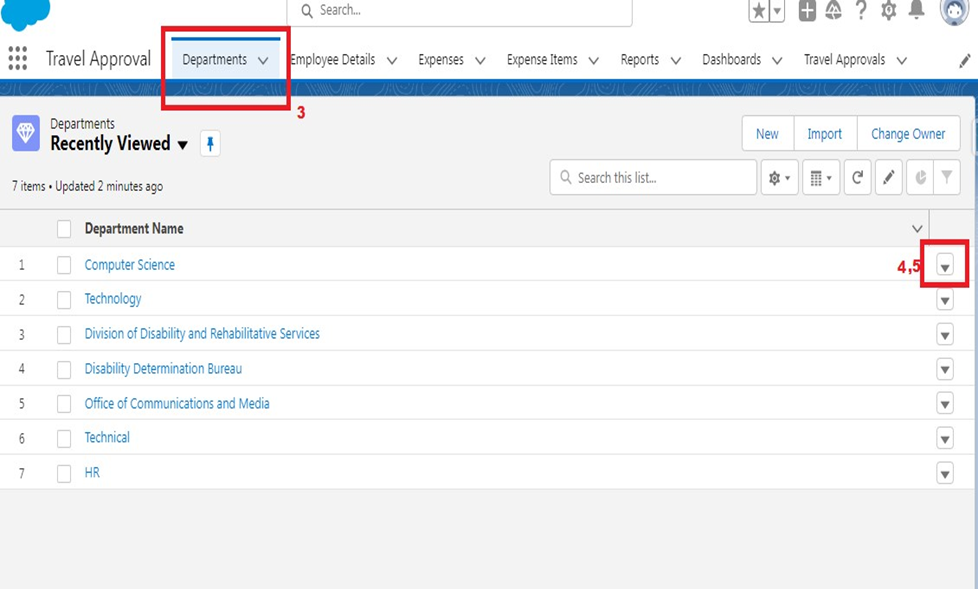 Search...
Travel Approval Departments Employee Details Expenses Expense Items Reports Dashboards Travel Approvals
3
Departments
Recently Viewed
New Import Change Owner
7 items • Updated 2 minutes ago
Search this list...
Department Name
1 Computer Science
4,5
2 Technology
3 Division of Disability and Rehabilitative Services
4 Disability Determination Bureau
5 Office of Communications and Media
6 Technical
7 HR